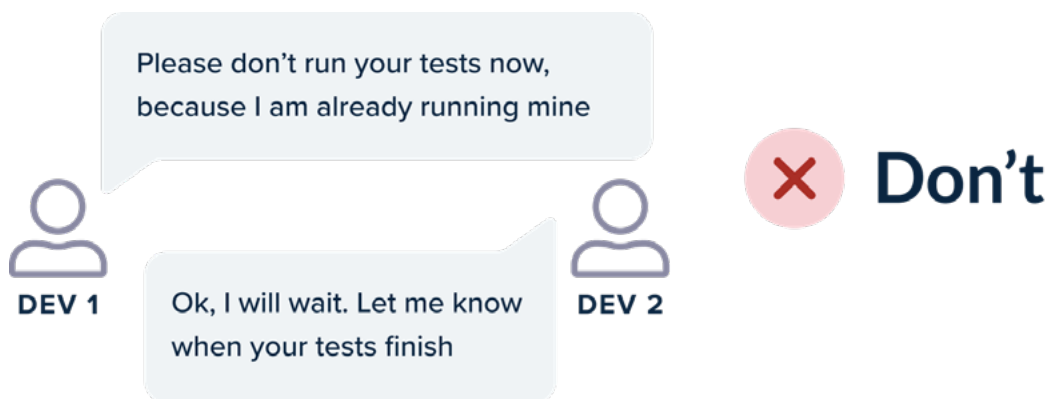 Please don’t run your tests now,
because I am already running mine
Don’t
DEV 1
DEV 2
Ok, I will wait. Let me know
when your tests finish